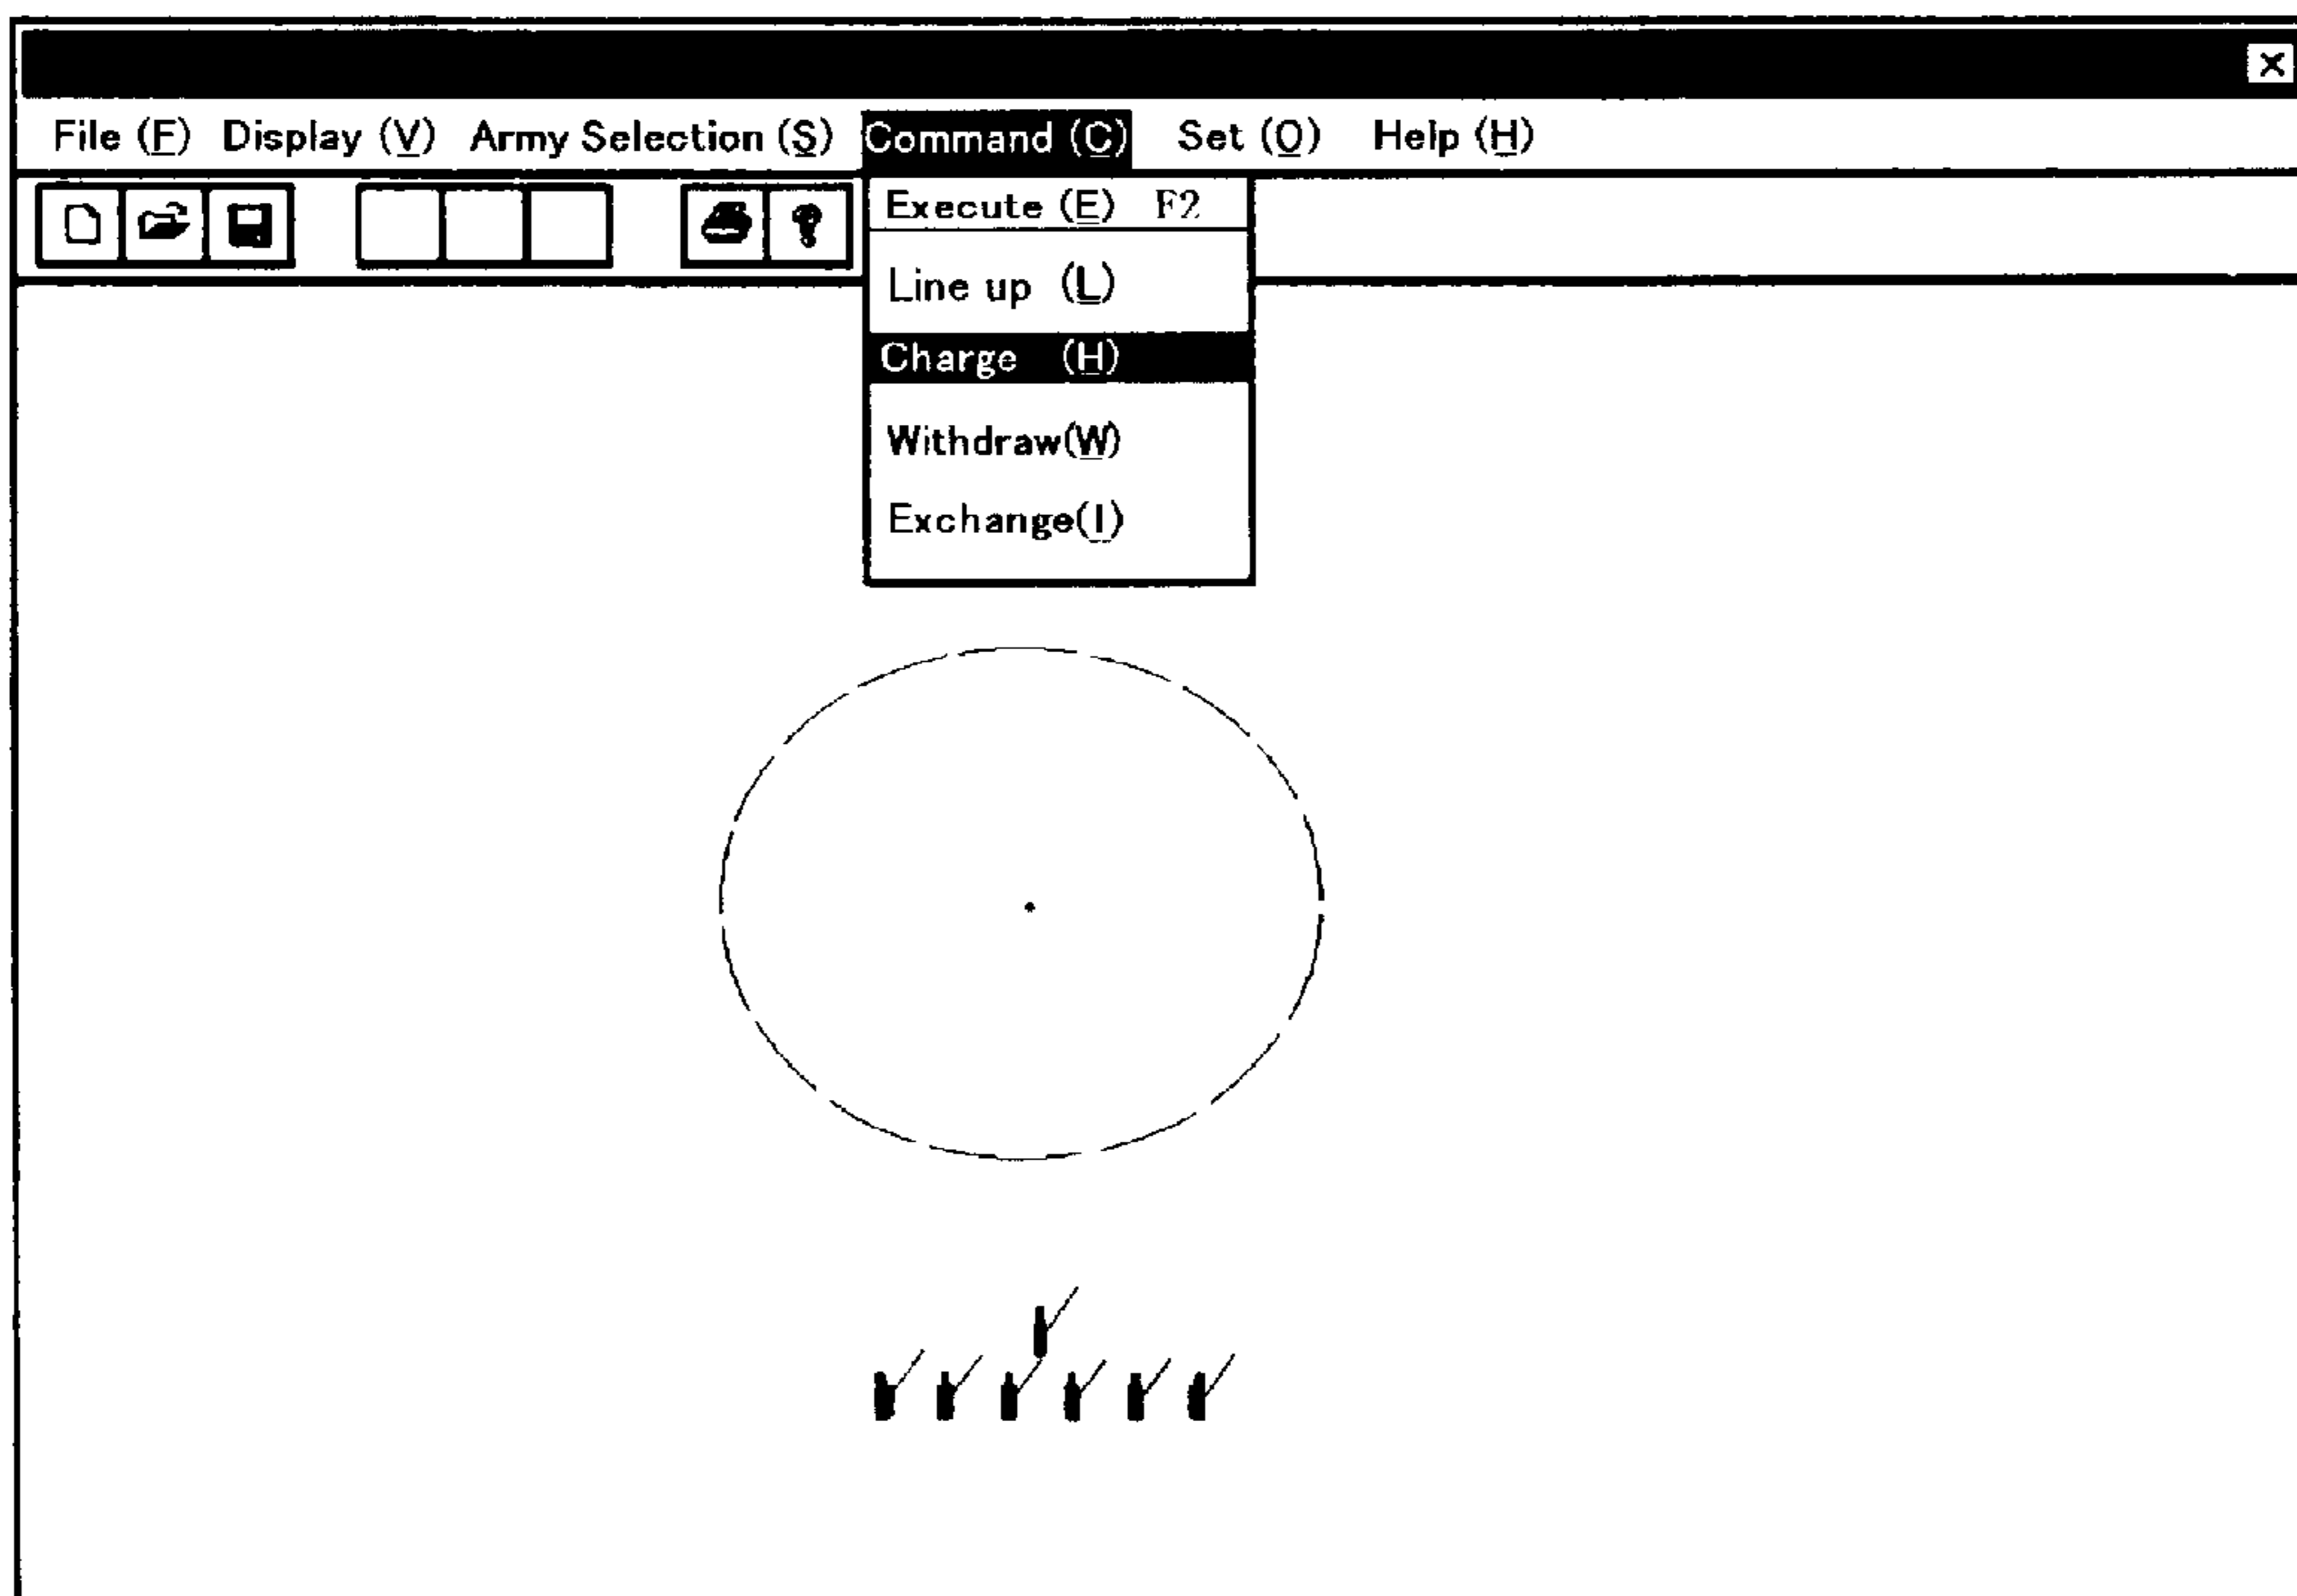 File (F) Display (V) Army Selection (S) Command (C) Set (O) Help (H)
Execute (E) F2
Line up (L)
Charge (H)
Withdraw(W)
Exchange(I)